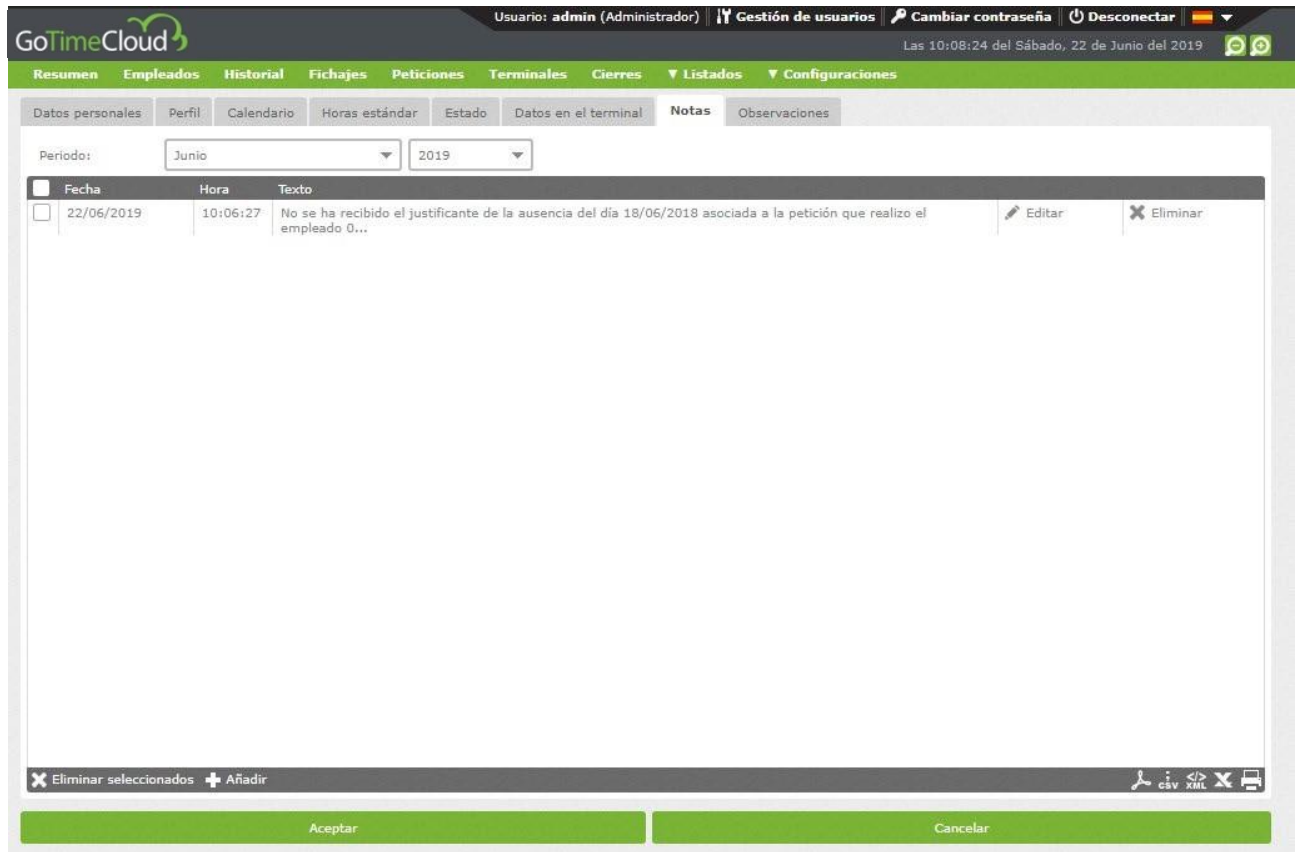 Usuario: admin (Administrador) Gestión de usuarios Cambiar contraseña Desconectar
GoTimeCloud
Las 10:08:24 del Sábado, 22 de Junio del 2019
Resumen Empleados Historial Fichajes Peticiones Terminales Cierres ▼ Listados ▼ Configuraciones
Datos personales Perfil Calendario Horas estándar Estado Datos en el terminal Notas Observaciones
Periodo: Junio 2019
Fecha Hora Texto
22/06/2019 10:06:27 No se ha recibido el justificante de la ausencia del día 18/06/2018 asociada a la petición que realizo el Editar Eliminar
empleado 0...
Eliminar seleccionados Añadir CSV XML
Aceptar Cancelar